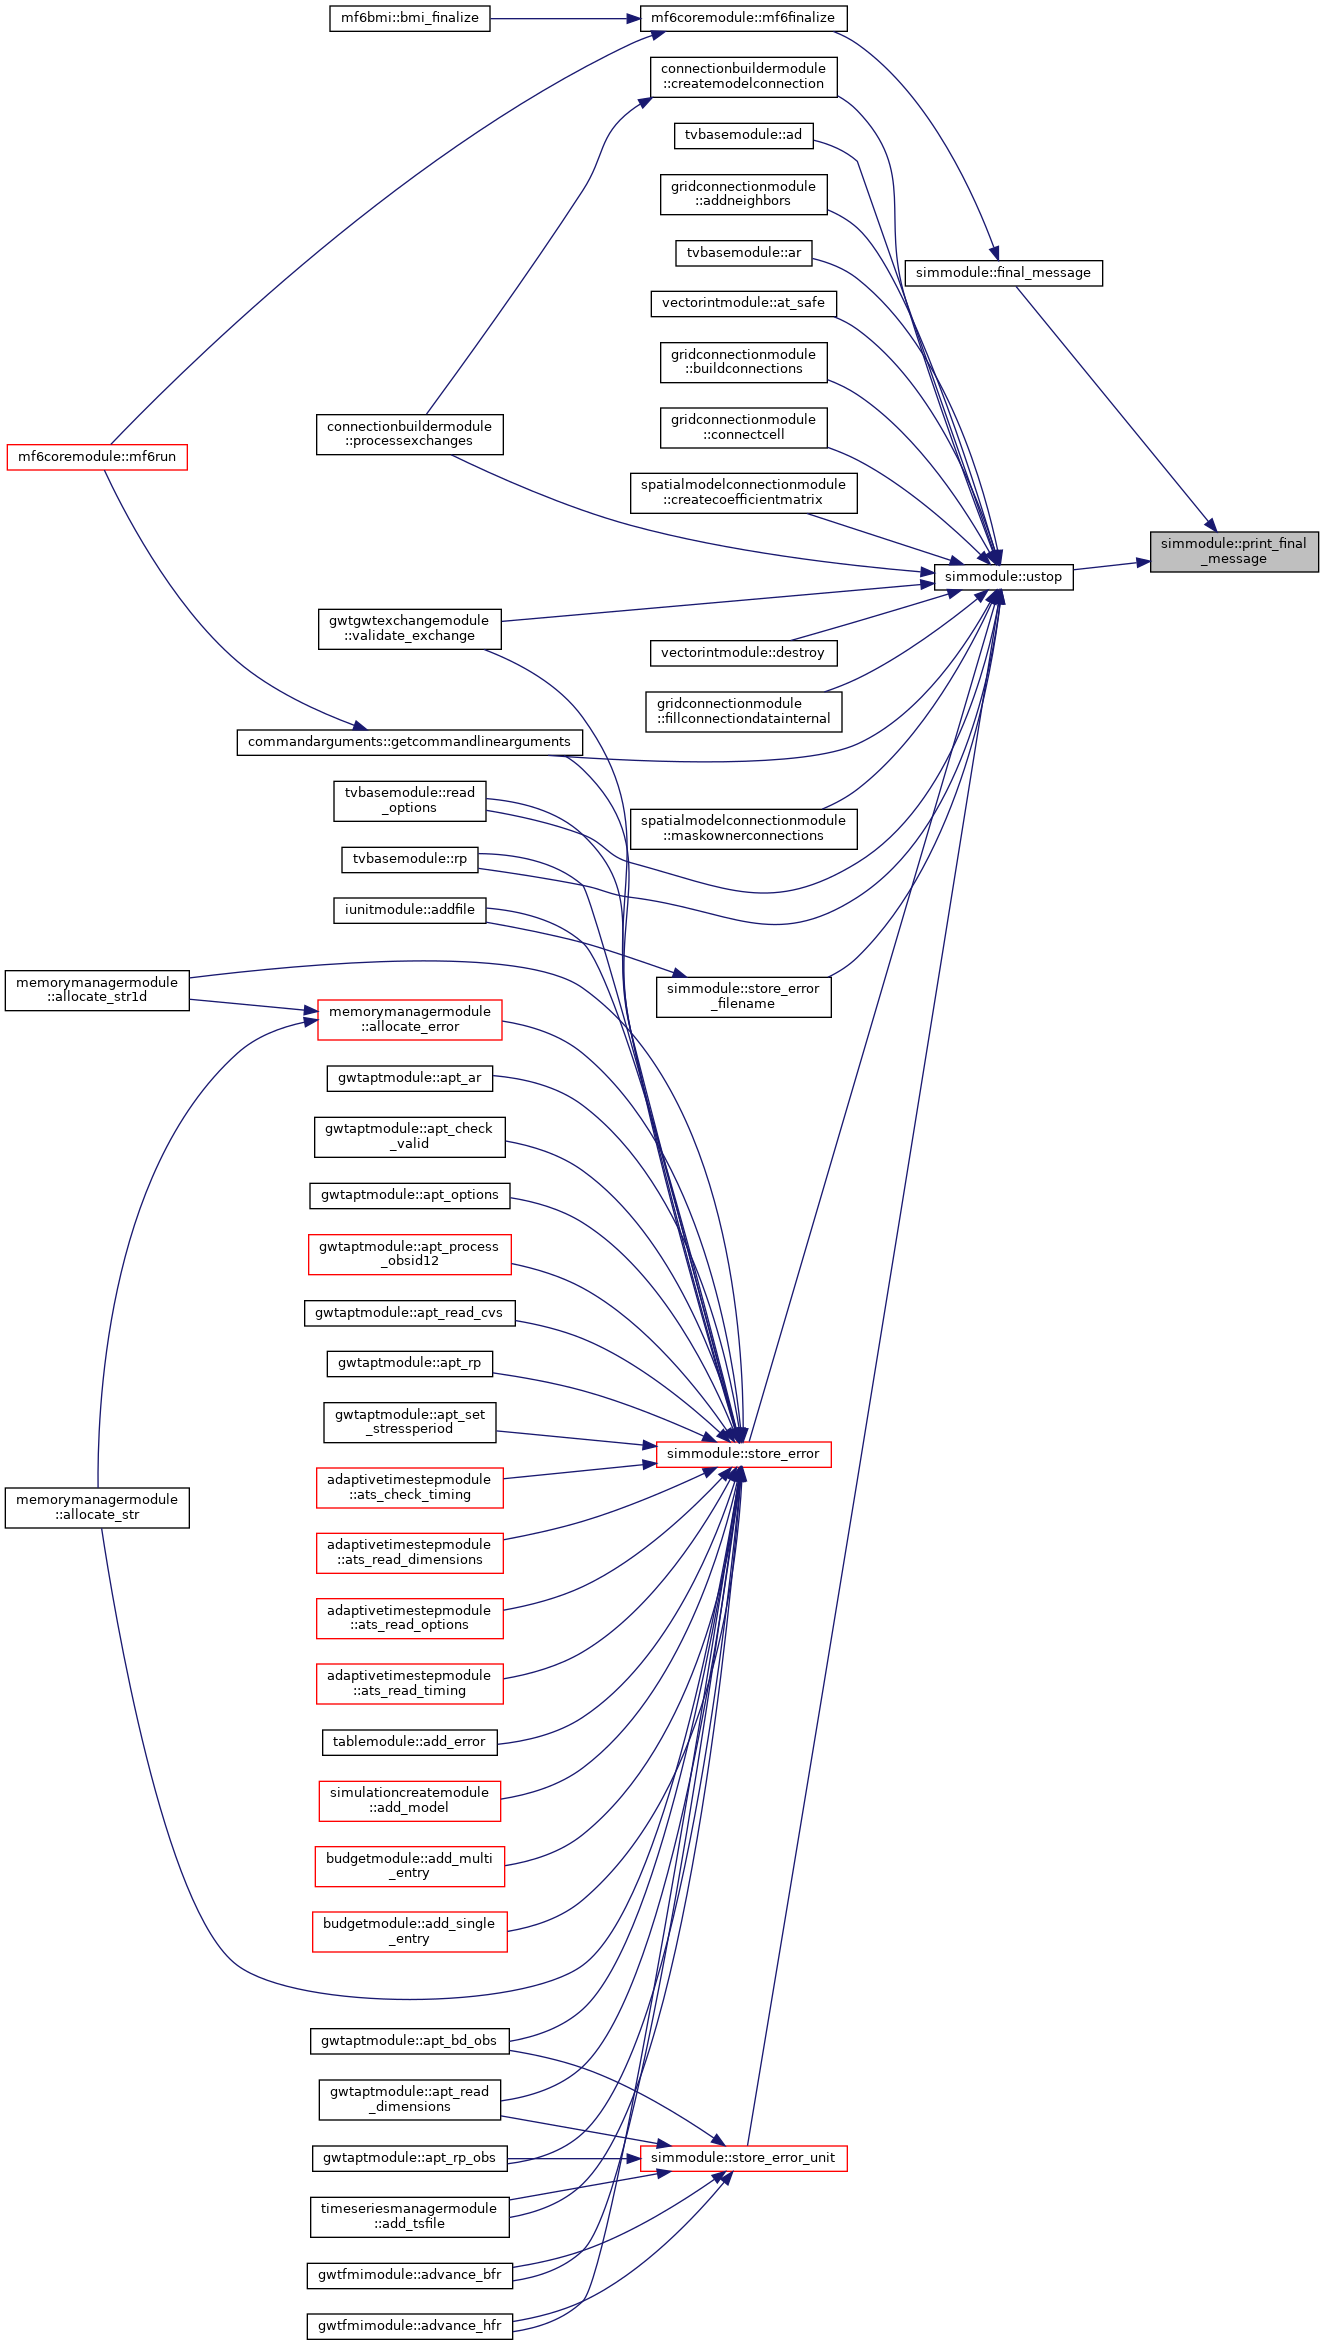 mf6bmi::bmi_finalize
mf6coremodule::mf6finalize
connectionbuildermodule
::createmodelconnection
tvbasemodule::ad
gridconnectionmodule
::addneighbors
tvbasemodule::ar
simmodule::final_message
vectorintmodule::at_safe
gridconnectionmodule
::buildconnections
gridconnectionmodule
::connectcell
connectionbuildermodule
::processexchanges
mf6coremodule::mf6run
spatialmodelconnectionmodule
::createcoefficientmatrix
simmodule::print_final
_message
simmodule::ustop
gwtgwtexchangemodule
::validate_exchange
vectorintmodule::destroy
gridconnectionmodule
::fillconnectiondatainternal
commandarguments::getcommandlinearguments
tvbasemodule::read
_options
spatialmodelconnectionmodule
::maskownerconnections
tvbasemodule::rp
iunitmodule::addfile
memorymanagermodule
::allocate_str1d
simmodule::store_error
_filename
memorymanagermodule
::allocate_error
gwtaptmodule::apt_ar
gwtaptmodule::apt_check
_valid
gwtaptmodule::apt_options
gwtaptmodule::apt_process
_obsid12
gwtaptmodule::apt_read_cvs
gwtaptmodule::apt_rp
gwtaptmodule::apt_set
_stressperiod
simmodule::store_error
adaptivetimestepmodule
::ats_check_timing
memorymanagermodule
::allocate_str
adaptivetimestepmodule
::ats_read_dimensions
adaptivetimestepmodule
::ats_read_options
adaptivetimestepmodule
::ats_read_timing
tablemodule::add_error
simulationcreatemodule
::add_model
budgetmodule::add_multi
_entry
budgetmodule::add_single
_entry
gwtaptmodule::apt_bd_obs
gwtaptmodule::apt_read
_dimensions
gwtaptmodule::apt_rp_obs
simmodule::store_error_unit
timeseriesmanagermodule
::add_tsfile
gwtfmimodule::advance_bfr
gwtfmimodule::advance_hfr